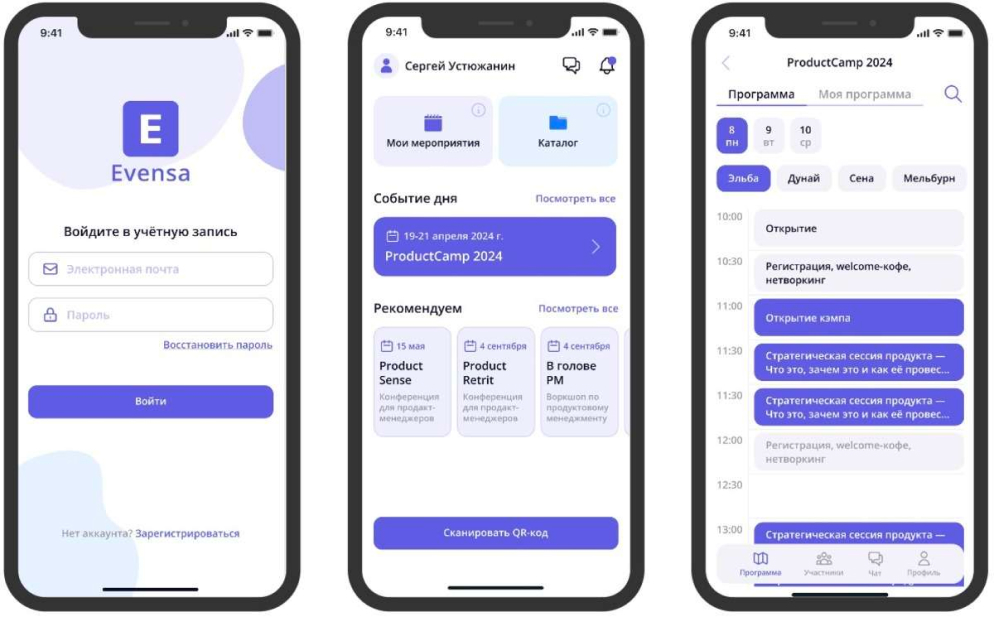 9:41
E
Evensa
Войдите в учётную запись
Электронная почта
Пароль
Восстановить пароль
Войти
Нет аккаунта? Зарегистрироваться
9:41
Сергей Устюжанин
Мои мероприятия
Каталог
Событие дня
Посмотреть все
19-21 апреля 2024 г.
ProductCamp 2024
Рекомендуем
Посмотреть все
15 мая
Product
Sense
Конференция
для продакт-
менеджеров
4 сентября
Product
Retrit
Конференция
для продакт-
менеджеров
4 сентября
В голове
PM
Воркшоп по
продуктовому
менеджменту
Сканировать QR-код
9:41
ProductCamp 2024
Программа
Моя программа
8
пн
9
вт
10
ср
Эльба
Дунай
Сена
Мельбурн
10:00
Открытие
10:30
Регистрация, welcome-кофе,
нетворкинг
11:00
Открытие кэмпа
11:30
Стратегическая сессия продукта —
Что это, зачем это и как её провес...
11:30
Стратегическая сессия продукта —
Что это, зачем это и как её провес...
12:00
Регистрация, welcome-кофе,
нетворкинг
12:30
13:00
Стратегическая сессия продукта —
Программа
Участники
Чат
Профиль